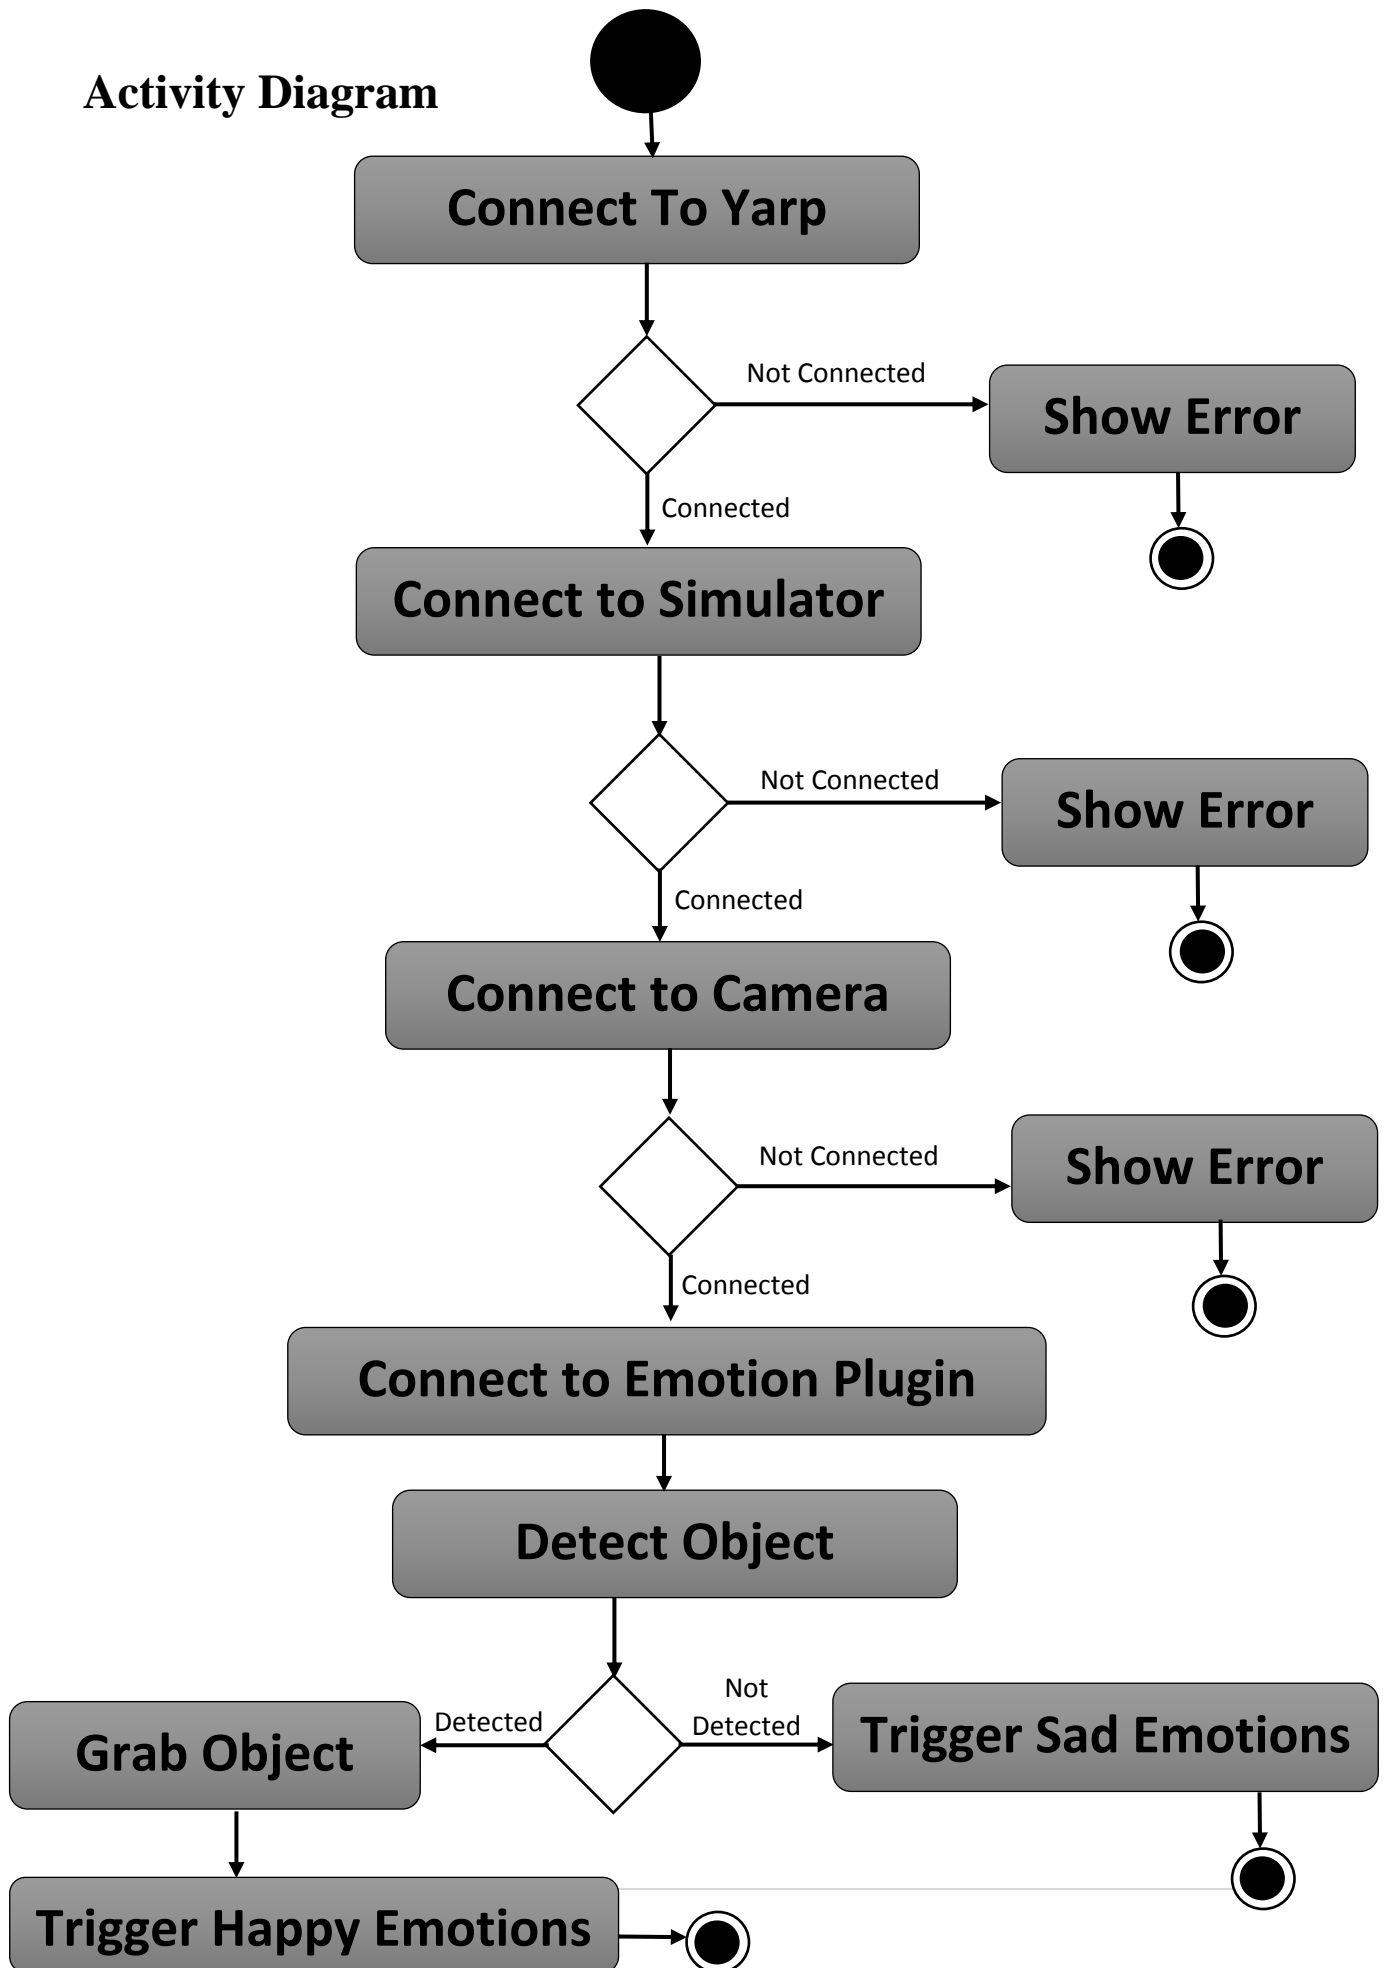 Activity Diagram
Connect To Yarp
Not Connected
Show Error
Connected
Connect to Simulator
Not Connected
Show Error
Connected
Connect to Camera
Not Connected
Show Error
Connected
Connect to Emotion Plugin
Detect Object
Not
Detected
Detected
Grab Object
Trigger Sad Emotions
Trigger Happy Emotions